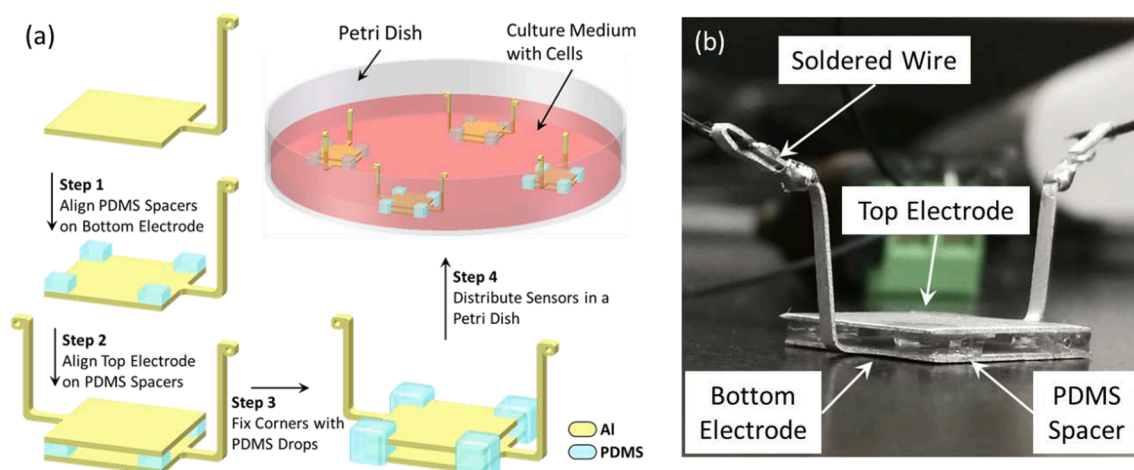 (a)
Petri Dish
Culture Medium
with Cells
Step 1
Align PDMS Spacers
on Bottom Electrode
Step 2
Align Top Electrode
on PDMS Spacers
Step 3
Fix Corners with
PDMS Drops
Step 4
Distribute Sensors in a
Petri Dish
Al
PDMS
(b)
Soldered Wire
Top Electrode
Bottom
Electrode
PDMS
Spacer